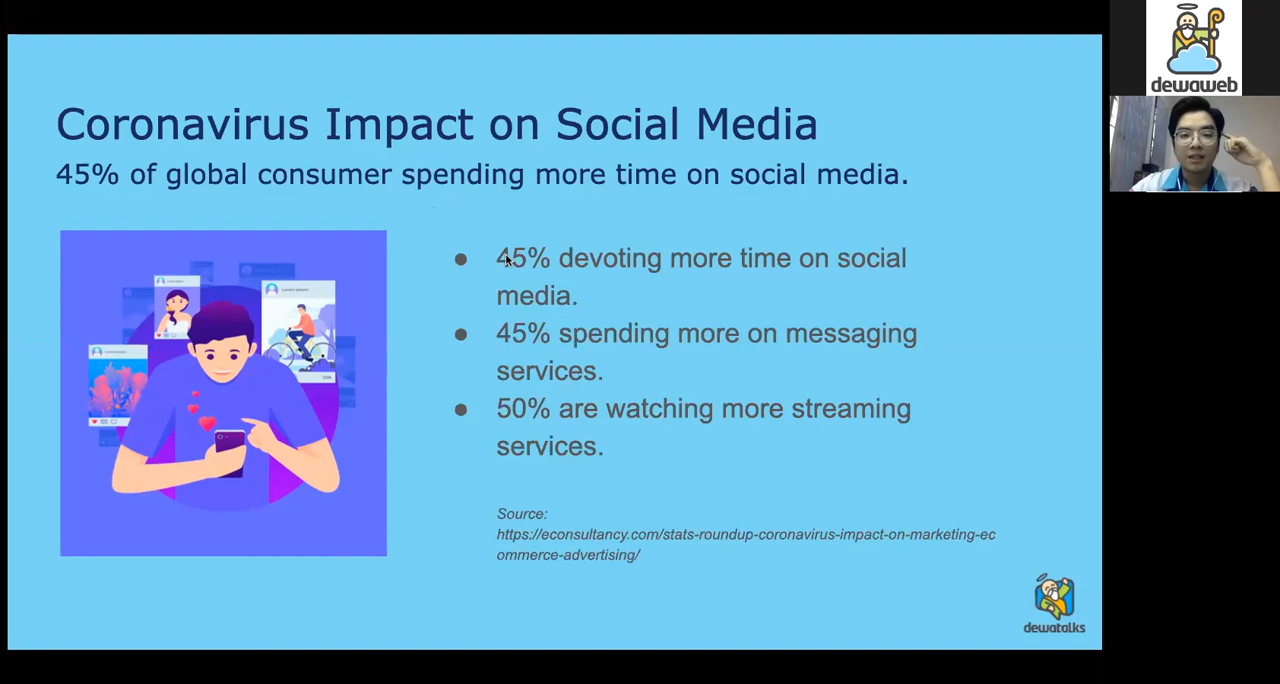 Coronavirus Impact on Social Media
45% of global consumer spending more time on social media.
● 45% devoting more time on social
media.
● 45% spending more on messaging
services.
● 50% are watching more streaming
services.
Source:
https://econsultancy.com/stats-roundup-coronavirus-impact-on-marketing-ec
ommerce-advertising/
dewatalks
dewaweb